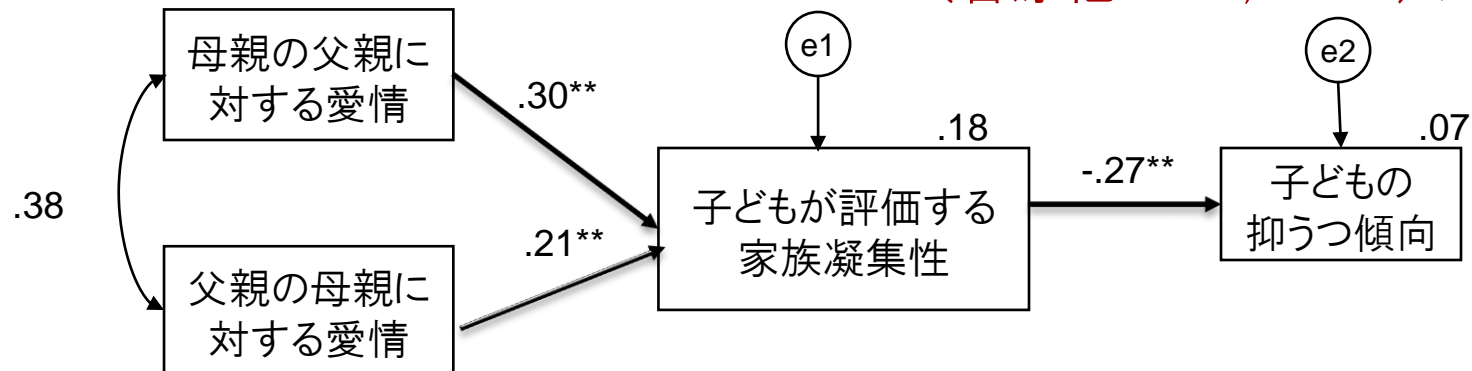 母親の父親に
対する愛情
e1
e2
.30**
.18
.07
-.27**
子どもが評価する
家族凝集性
子どもの
抑うつ傾向
.38
.21**
父親の母親に
対する愛情